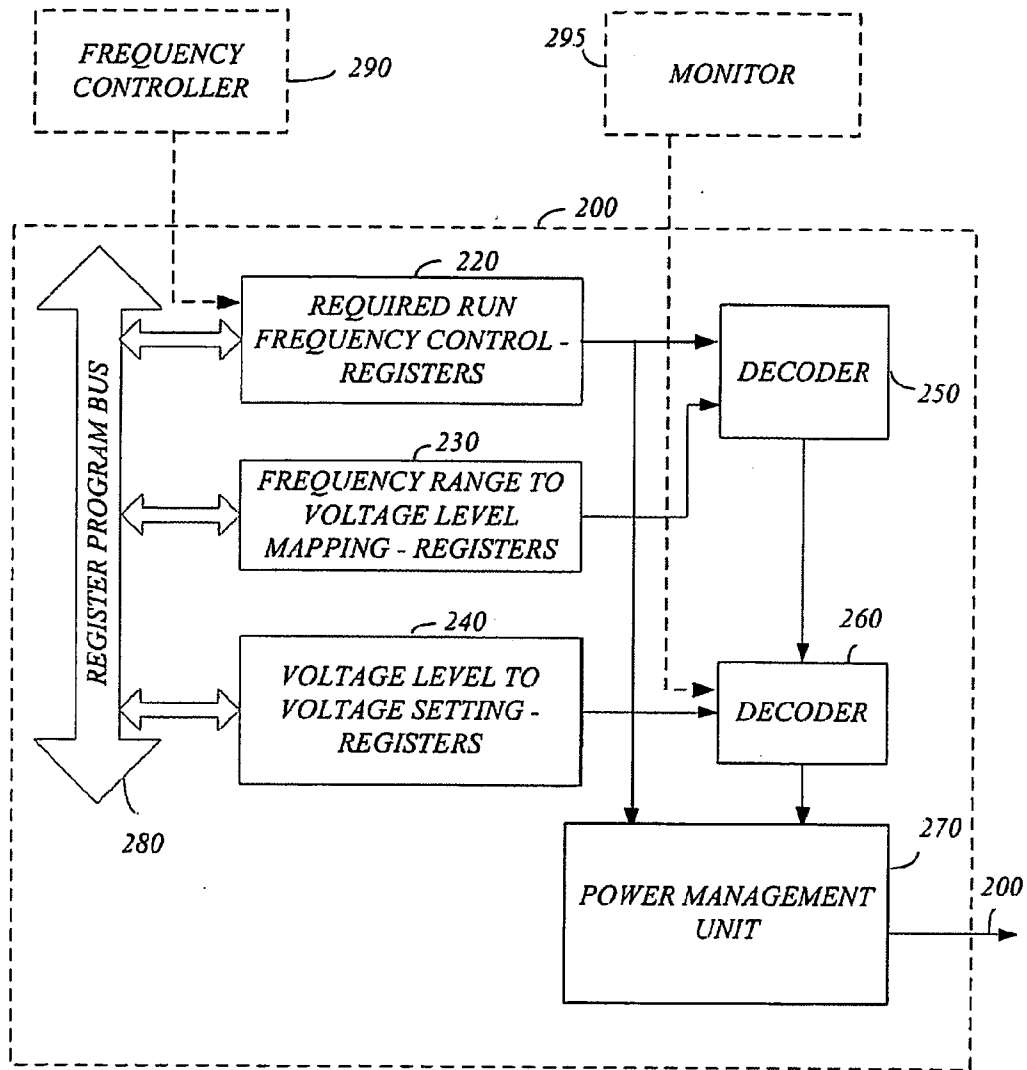 FREQUENCY
CONTROLLER
290
295
MONITOR
200
220
REQUIRED RUN
FREQUENCY CONTROL -
REGISTERS
DECODER
250
230
FREQUENCY RANGE TO
VOLTAGE LEVEL
MAPPING - REGISTERS
REGISTER PROGRAM BUS
240
VOLTAGE LEVEL TO
VOLTAGE SETTING -
REGISTERS
260
DECODER
280
270
POWER MANAGEMENT
UNIT
200